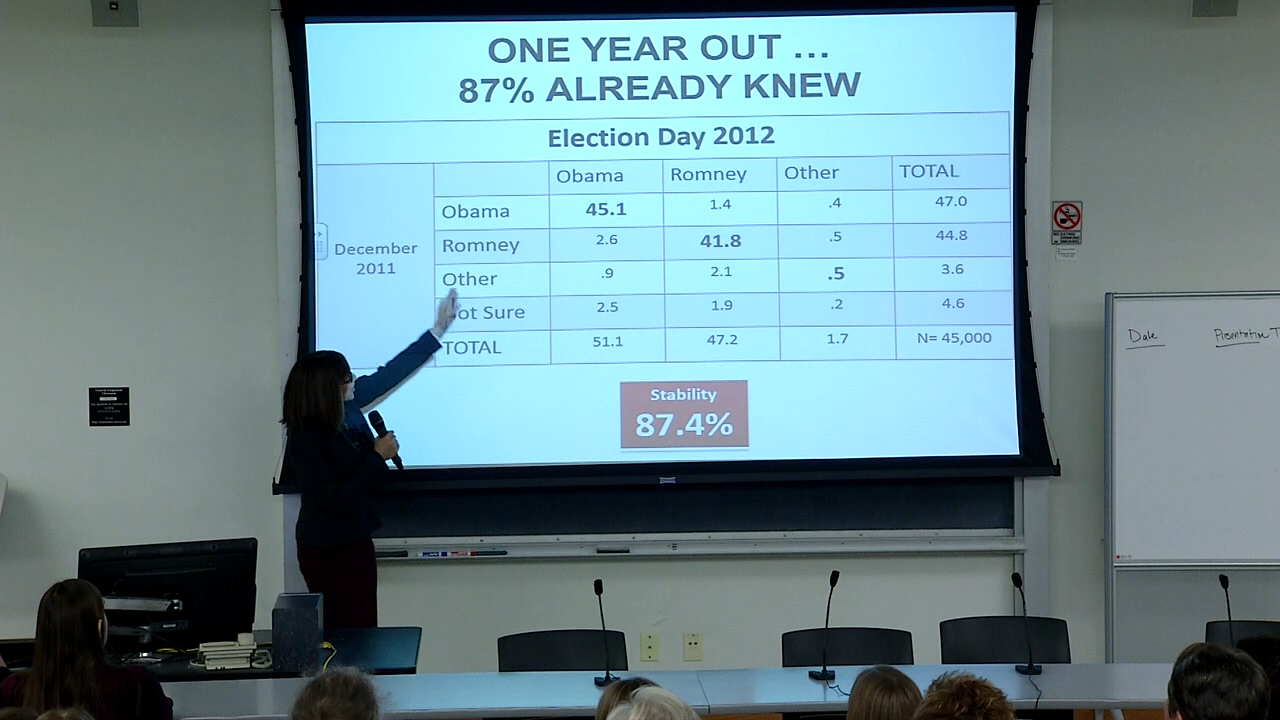 ONE YEAR OUT ...
87% ALREADY KNEW
Election Day 2012
Obama Romney Other TOTAL
December
2011
Obama 45.1 1.4 .4 47.0
Romney 2.6 41.8 .5 44.8
Other .9 2.1 .5 3.6
ot Sure 2.5 1.9 .2 4.6
TOTAL 51.1 47.2 1.7 N= 45,000
Stability
87.4%
Date Presentation T